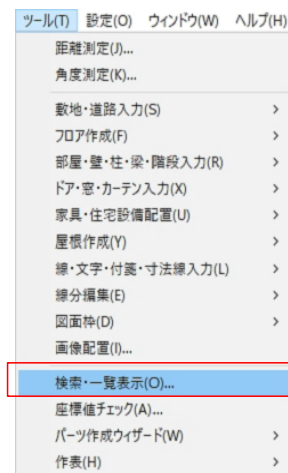 ツール(T) 設定(O) ウィンドウ(W) ヘルプ(H)
距離測定(J)...
角度測定(K)...
敷地・道路入力(S)
フロア作成(F)
部屋・壁・柱・梁・階段入力(R)
ドア・窓・カーテン入力(X)
家具・住宅設備配置(U)
屋根作成(Y)
線・文字・付箋・寸法線入力(L)
線分編集(E)
図面枠(D)
画像配置(I)...
検索・一覧表示(O)...
座標値チェック(A)...
パーツ作成ウィザード(W)
作表(H)